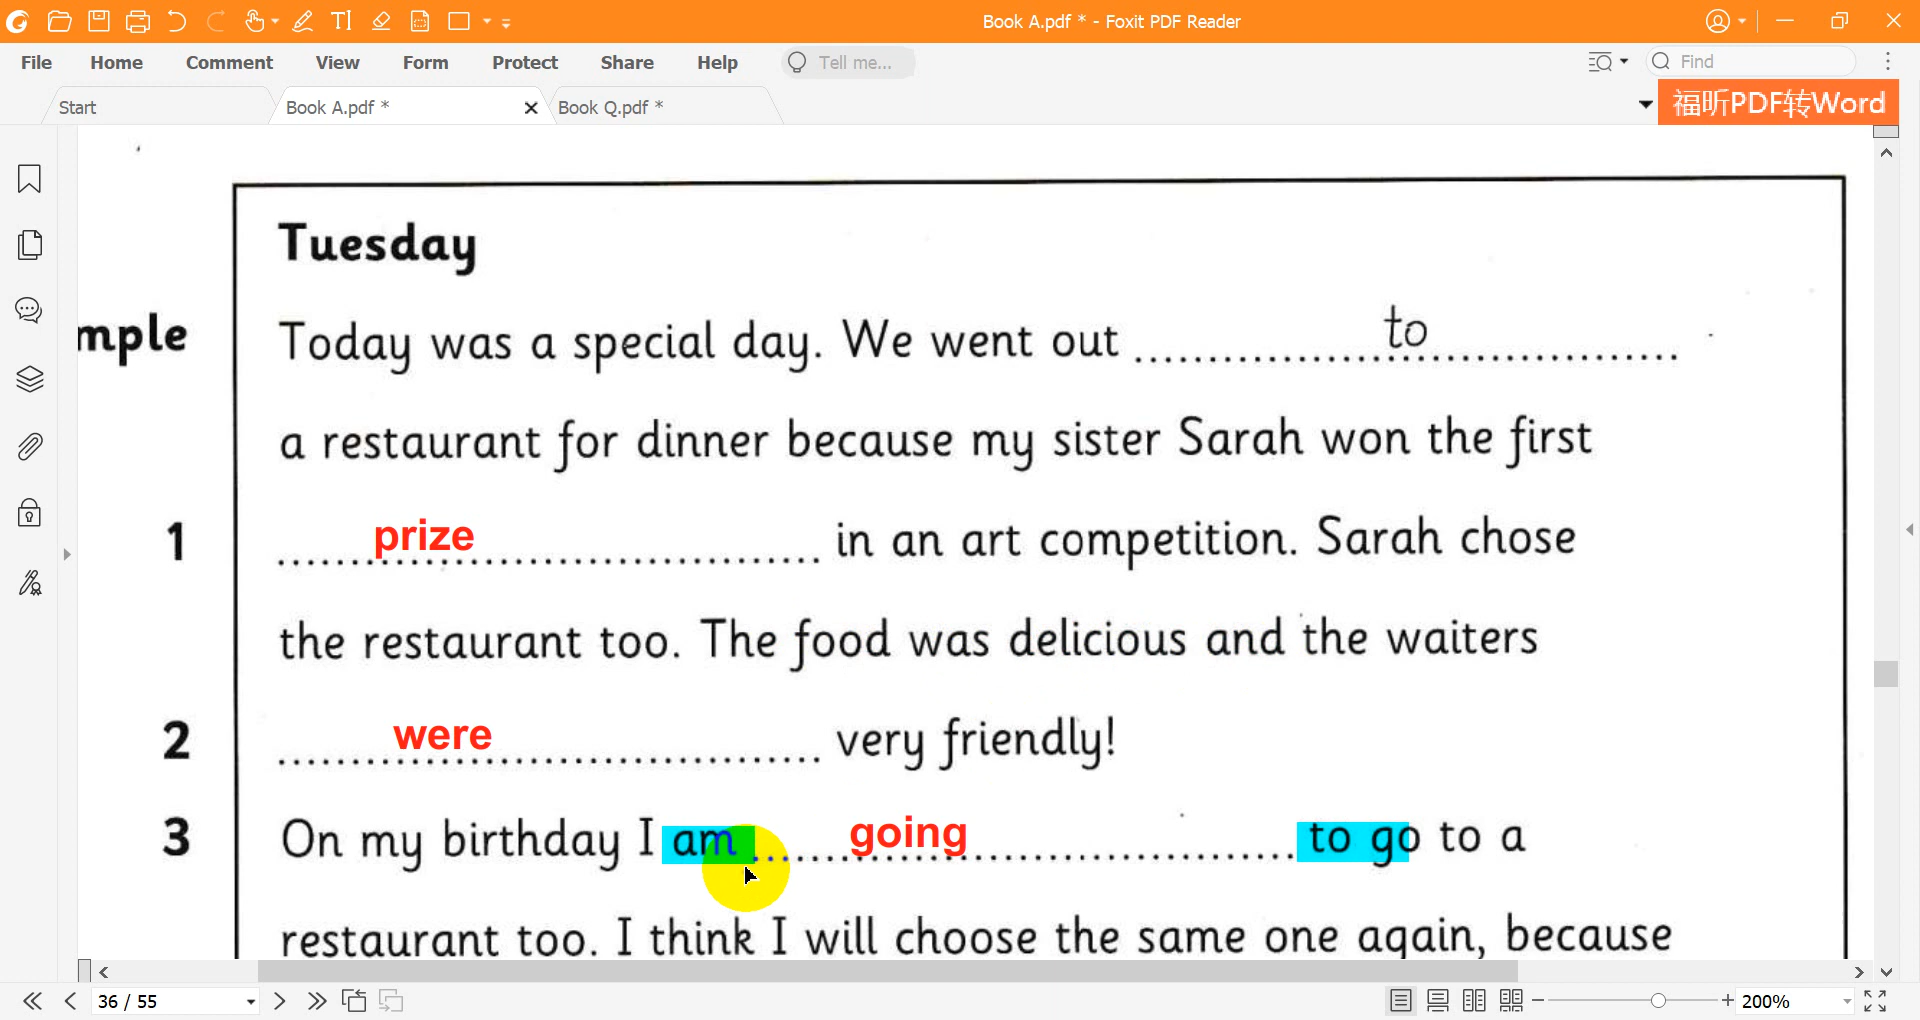 Book A.pdf * - Foxit PDF Reader
File Home Comment View Form Protect Share Help Tell me... Find
Start Book A.pdf * Book Q.pdf * 福昕PDF转Word
Tuesday
mple Today was a special day. We went out to
a restaurant for dinner because my sister Sarah won the first
1 prize in an art competition. Sarah chose
the restaurant too. The food was delicious and the waiters
2 were very friendly!
3 On my birthday I am going to go to a
restaurant too. I think I will choose the same one again, because
36 / 55 200%